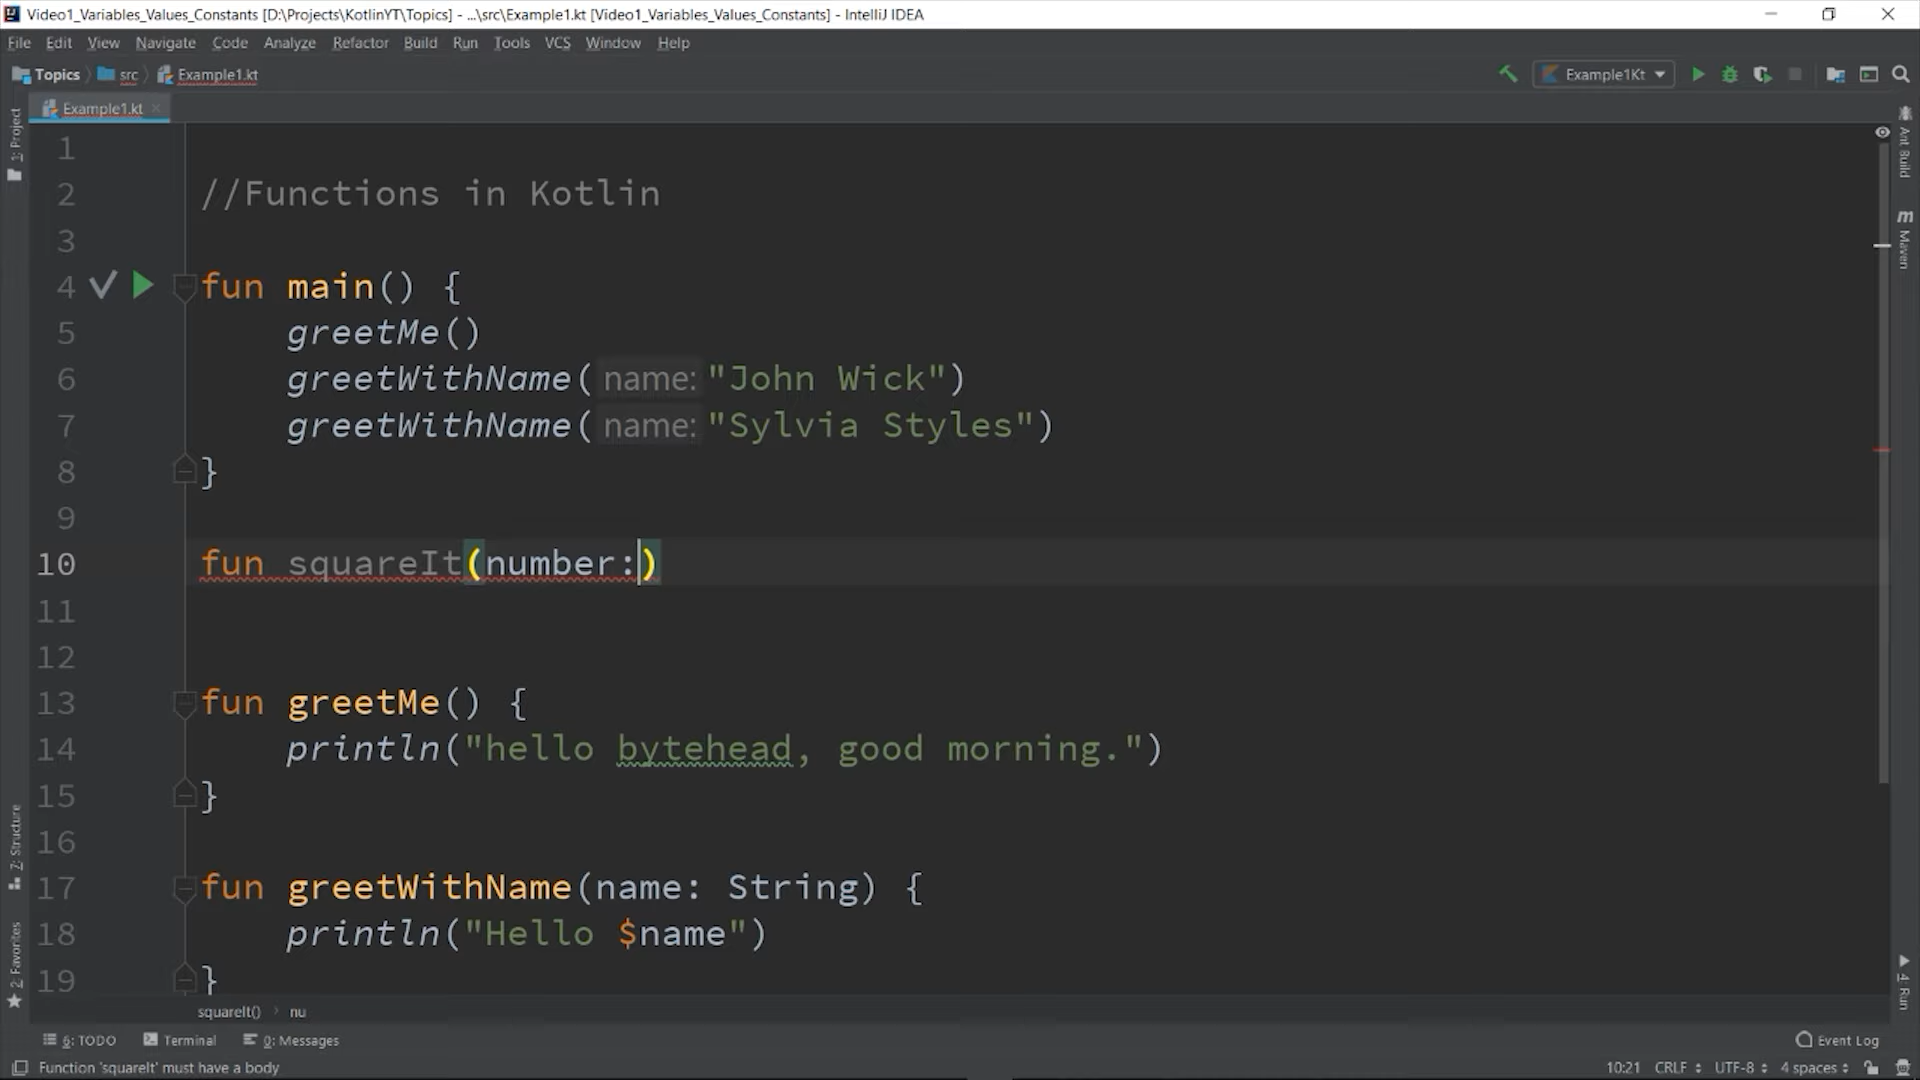 Video1_Variables_Values_Constants [D:\Projects\KotlinYT\Topics] - ...\src\Example1.kt [Video1_Variables_Values_Constants] - IntelliJ IDEA
File Edit View Navigate Code Analyze Refactor Build Run Tools VCS Window Help
Topics src Example1.kt
Example1Kt
Example1.kt
1: Project
Ant Build
Maven
1
2 //Functions in Kotlin
3
4 fun main() {
5 greetMe()
6 greetWithName( name: "John Wick")
7 greetWithName( name: "Sylvia Styles")
8 }
9
10 fun squareIt(number:)
11
12
13 fun greetMe() {
14 println("hello bytehead, good morning.")
15 }
16
17 fun greetWithName(name: String) {
18 println("Hello $name")
19 }
Z: Structure
2: Favorites
4: Run
squareIt() nu
6: TODO Terminal 0: Messages
Event Log
Function 'squareIt' must have a body
10:21 CRLF UTF-8 4 spaces